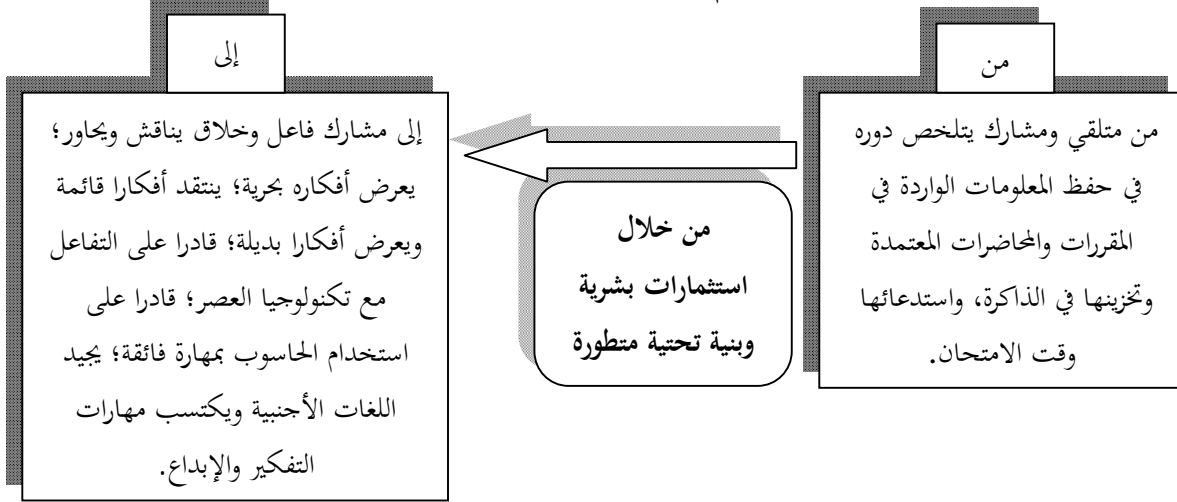 من
من متلقي ومشارك يتلخص دوره
في حفظ المعلومات الواردة في
المقررات والمحاضرات المعتمدة
وتخزينها في الذاكرة، واستدعائها
وقت الامتحان.
من خلال
استثمارات بشرية
وبنية تحتية متطورة
إلى
إلى مشارك فاعل وخلاق يناقش ويحاور؛
يعرض أفكاره بحرية؛ ينتقد أفكارا قائمة
ويعرض أفكارا بديلة؛ قادرا على التفاعل
مع تكنولوجيا العصر؛ قادرا على
استخدام الحاسوب بمهارة فائقة؛ يجيد
اللغات الأجنبية ويكتسب مهارات
التفكير والإبداع.